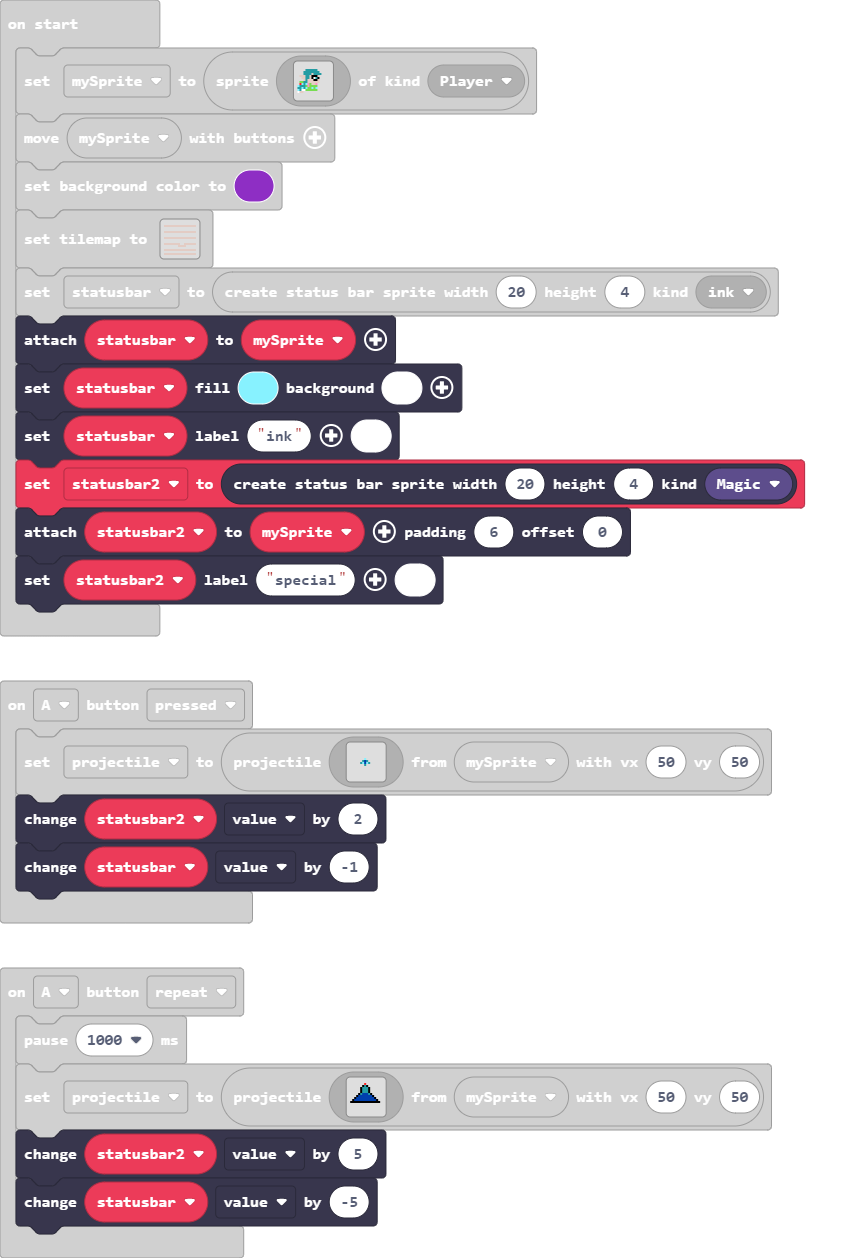 on start
set mySprite to sprite of kind Player
move mySprite with buttons
set background color to
set tilemap to
set statusbar to create status bar sprite width 20 height 4 kind ink
attach statusbar to mySprite
set statusbar fill background
set statusbar label "ink"
set statusbar2 to create status bar sprite width 20 height 4 kind Magic
attach statusbar2 to mySprite padding 6 offset 0
set statusbar2 label "special"
on A button pressed
set projectile to projectile from mySprite with vx 50 vy 50
change statusbar2 value by 2
change statusbar value by -1
on A button repeat
pause 1000 ms
set projectile to projectile from mySprite with vx 50 vy 50
change statusbar2 value by 5
change statusbar value by -5